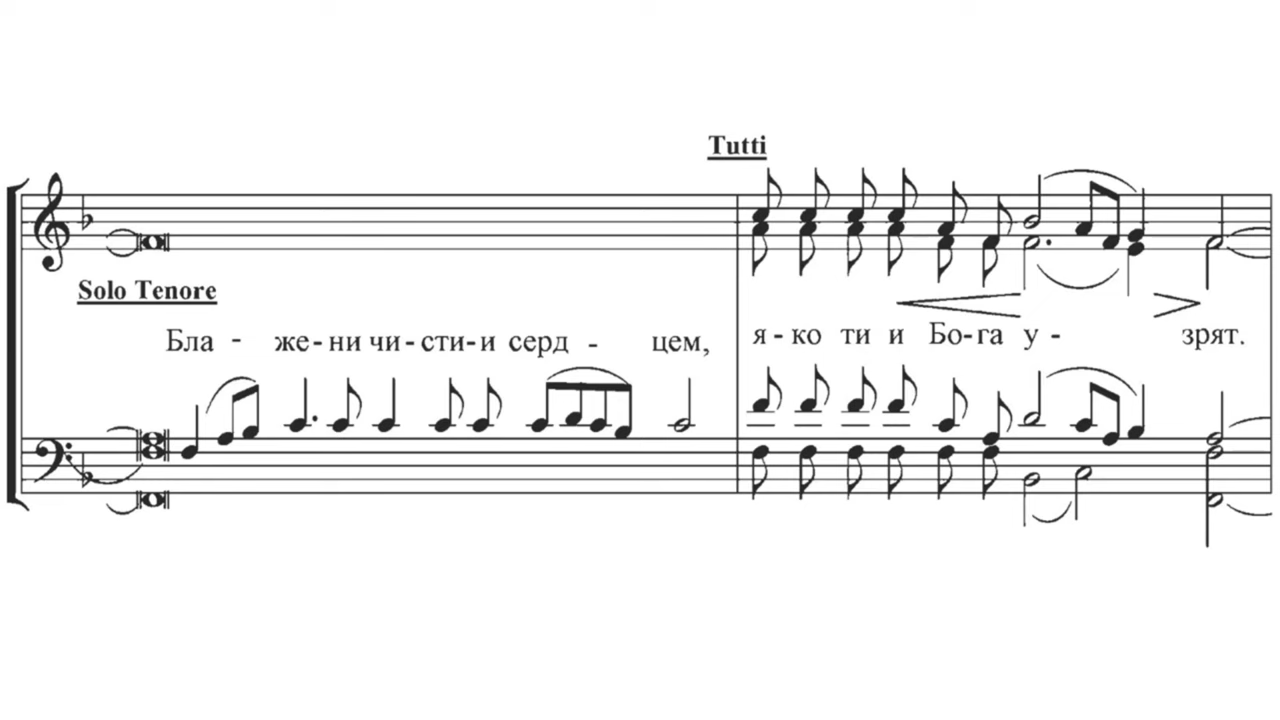 Tutti
Solo Tenore
Бла - же - ни чи - сти - и серд - цем, я - ко ти и Бо - га у - зрят.